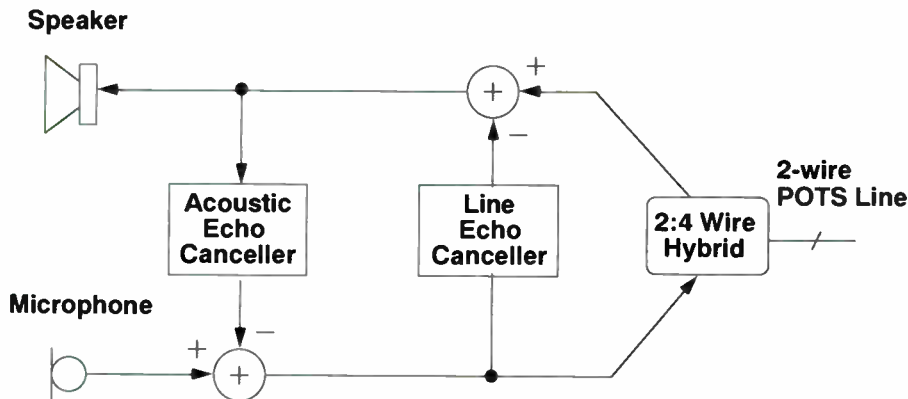 Speaker
+
+
−
2-wire
POTS Line
Acoustic
Echo
Canceller
Line
Echo
Canceller
2:4 Wire
Hybrid
Microphone
−
+
+